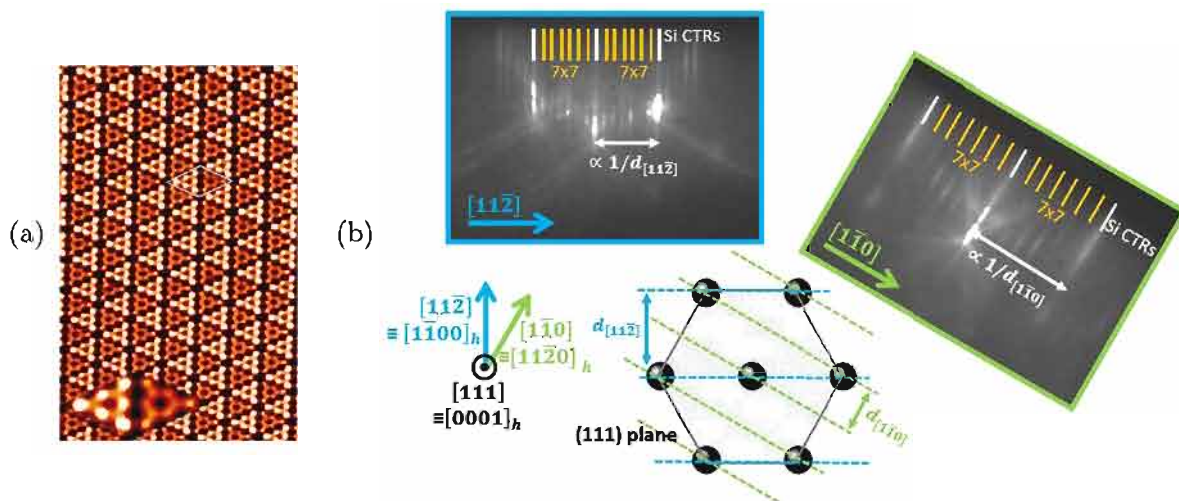 (a)
(b)
Si CTRs
7x7 7x7
∝ 1/d[112̄]
[112̄]
7x7
7x7
Si CTRs
∝ 1/d[11̄0]
[11̄0]
[112̄]
≡ [11̄00]h
[11̄0]
≡[112̄0]h
[111]
≡[0001]h
d[112̄]
d[11̄0]
(111) plane